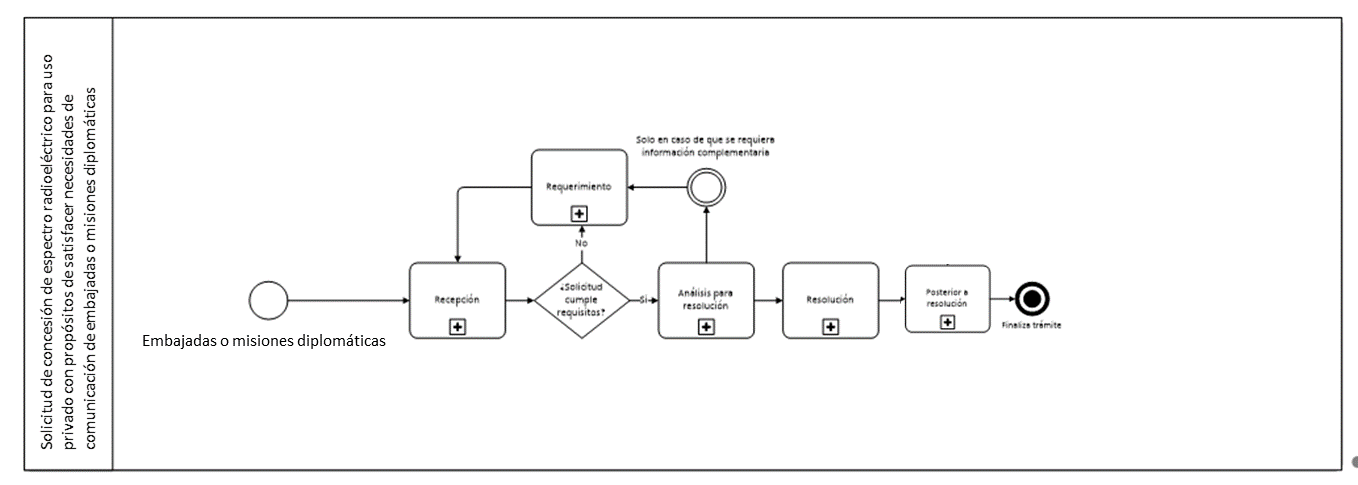 Solicitud de concesión de espectro radioeléctrico para uso
privado con propósitos de satisfacer necesidades de
comunicación de embajadas o misiones diplomáticas
Solo en caso de que se requiera
información complementaria
Requerimiento
No
Embajadas o misiones diplomáticas
Recepción
¿Solicitud
cumple
requisitos?
Sí
Análisis para
resolución
Resolución
Posterior a
resolución
Finaliza trámite